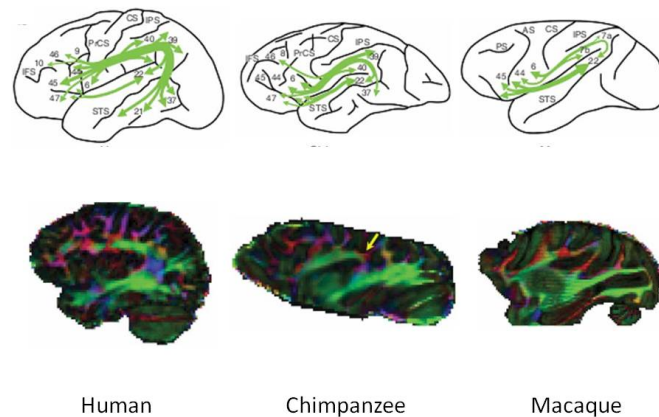 CS
IPS
PrCS
9
46
10
IFS
40
39
45
6
47
22
37
STS
21
CS
IPS
PrCS
8
46
IFS
39
45
44
6
40
22
47
37
STS
AS
CS
IPS
7a
PS
7b
6
22
45
44
STS
Human
Chimpanzee
Macaque